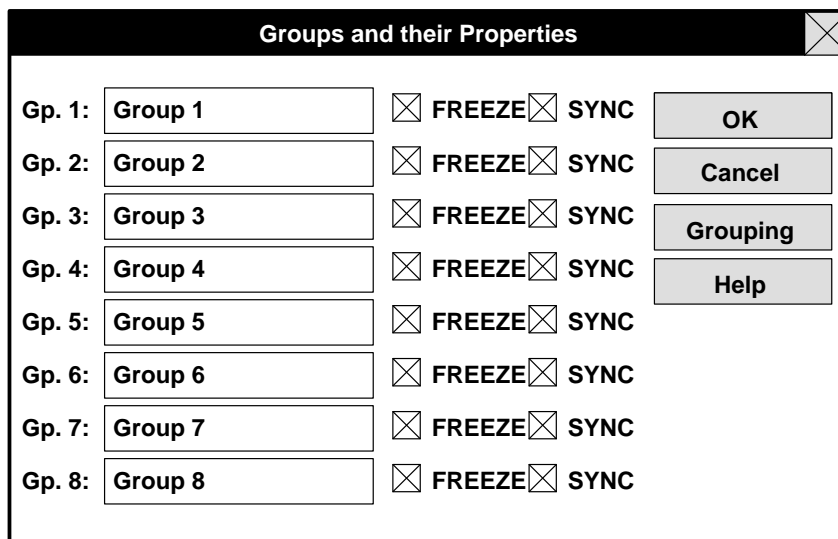 Groups and their Properties
Gp. 1: Group 1 FREEZE SYNC OK
Gp. 2: Group 2 FREEZE SYNC Cancel
Gp. 3: Group 3 FREEZE SYNC Grouping
Gp. 4: Group 4 FREEZE SYNC Help
Gp. 5: Group 5 FREEZE SYNC
Gp. 6: Group 6 FREEZE SYNC
Gp. 7: Group 7 FREEZE SYNC
Gp. 8: Group 8 FREEZE SYNC